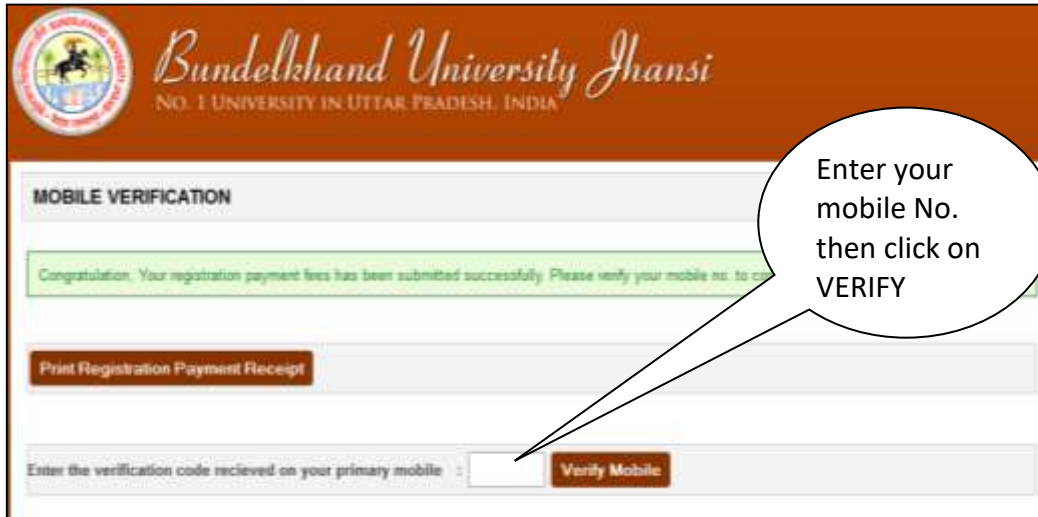 Bundelkhand University Jhansi
NO. 1 UNIVERSITY IN UTTAR PRADESH, INDIA
MOBILE VERIFICATION
Congratulation, Your registration payment fees has been submitted successfully. Please verify your mobile no. to
Enter your
mobile No.
then click on
VERIFY
Print Registration Payment Receipt
Enter the verification code recieved on your primary mobile : Verify Mobile